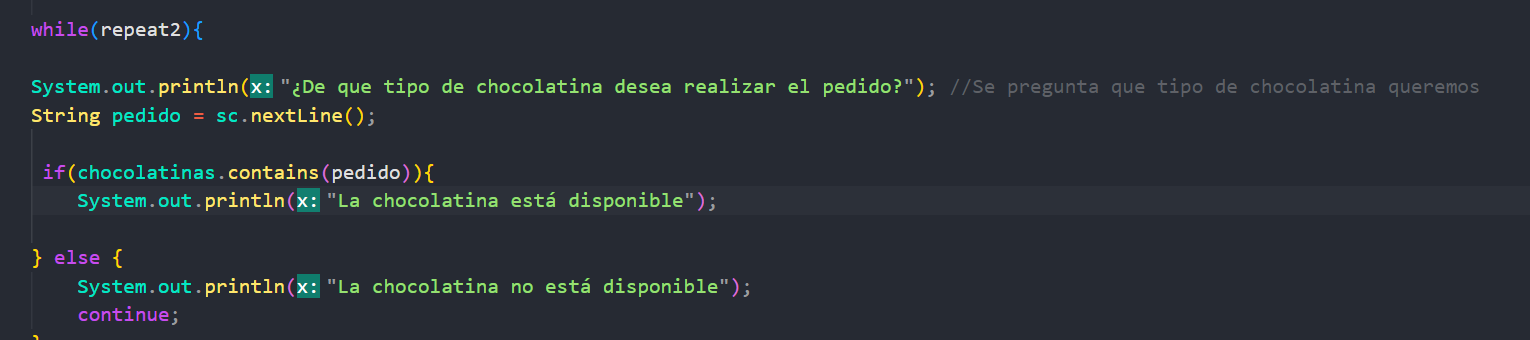 while(repeat2){
System.out.println(x: "¿De que tipo de chocolatina desea realizar el pedido?"); //Se pregunta que tipo de chocolatina queremos
String pedido = sc.nextLine();
if(chocolatinas.contains(pedido)){
System.out.println(x: "La chocolatina está disponible");
} else {
System.out.println(x: "La chocolatina no está disponible");
continue;
}